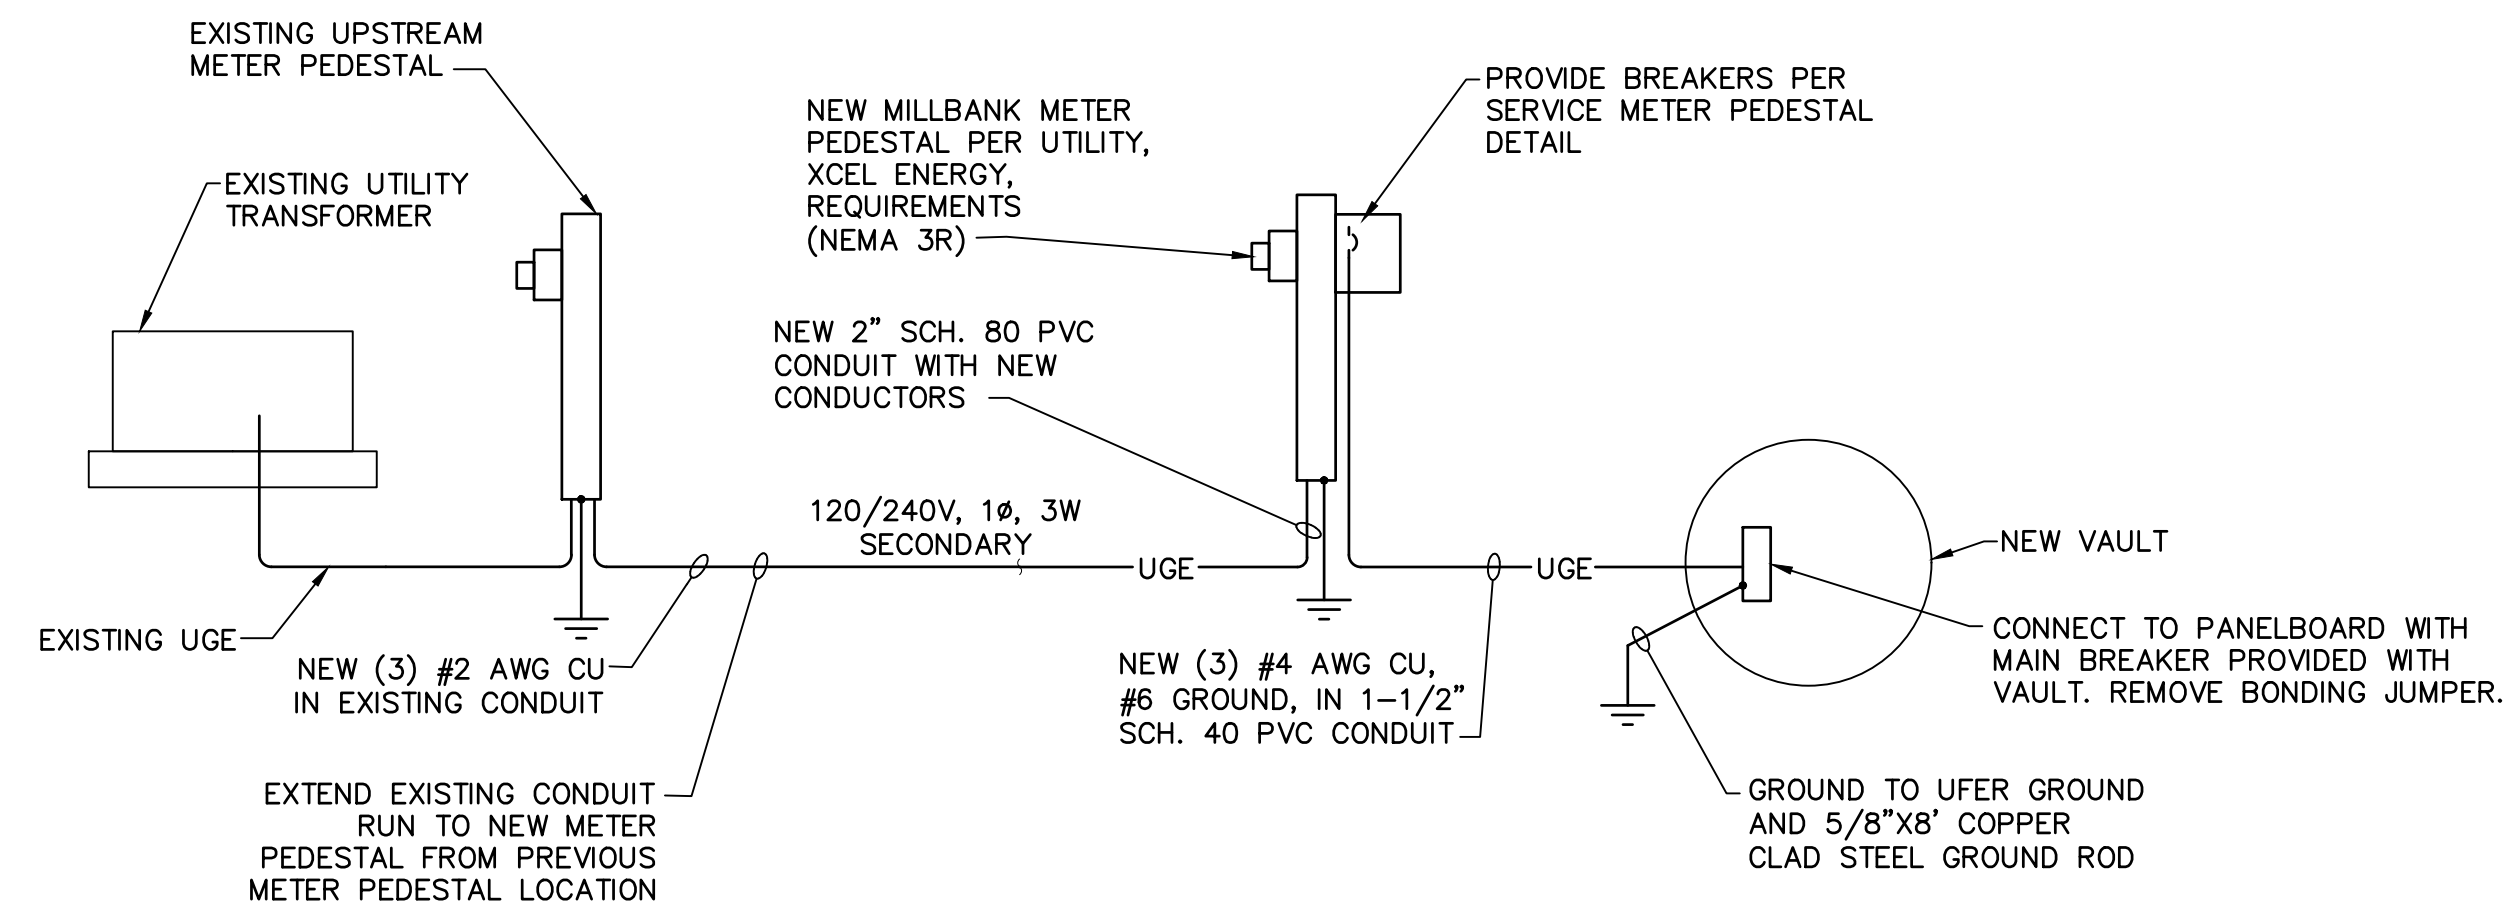 EXISTING UPSTREAM
METER PEDESTAL
EXISTING UTILITY
TRANSFORMER
NEW MILLBANK METER
PEDESTAL PER UTILITY,
XCEL ENERGY,
REQUIREMENTS
(NEMA 3R)
PROVIDE BREAKERS PER
SERVICE METER PEDESTAL
DETAIL
NEW 2" SCH. 80 PVC
CONDUIT WITH NEW
CONDUCTORS
120/240V, 1ø, 3W
SECONDARY
UGE
UGE
NEW VAULT
EXISTING UGE
NEW (3) #2 AWG CU
IN EXISTING CONDUIT
NEW (3) #4 AWG CU,
#6 GROUND, IN 1-1/2"
SCH. 40 PVC CONDUIT
CONNECT TO PANELBOARD WITH
MAIN BREAKER PROVIDED WITH
VAULT. REMOVE BONDING JUMPER.
EXTEND EXISTING CONDUIT
RUN TO NEW METER
PEDESTAL FROM PREVIOUS
METER PEDESTAL LOCATION
GROUND TO UFER GROUND
AND 5/8"X8' COPPER
CLAD STEEL GROUND ROD